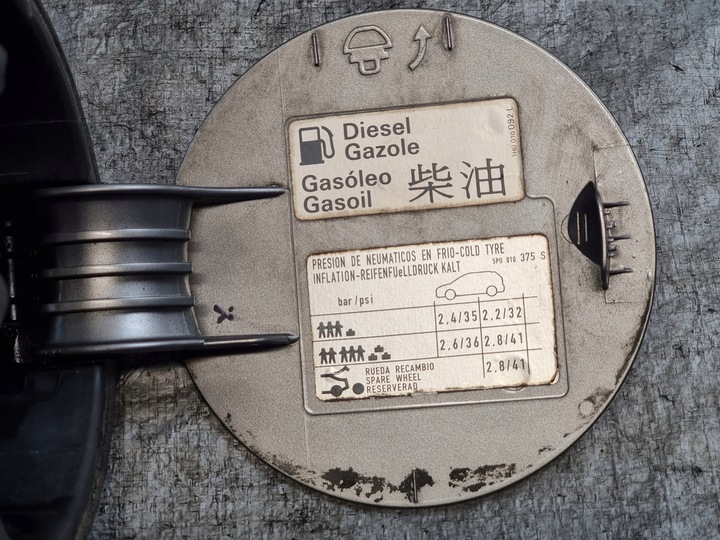 Diesel
Gazole
Gasóleo
Gasoil
柴油
1H0 010 092 L
PRESION DE NEUMATICOS EN FRIO-COLD TYRE
INFLATION-REIFENFUeLLDRUCK KALT
5P0 010 375 S
bar/psi
2.4/35 2.2/32
2.6/36 2.8/41
RUEDA RECAMBIO
SPARE WHEEL
RESERVERAD
2.8/41